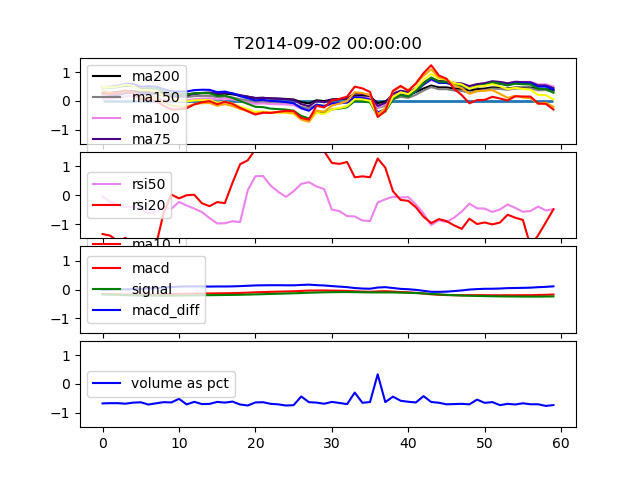 T2014-09-02 00:00:00
1
0
−1
ma200
ma150
ma100
ma75
1
0
−1
rsi50
rsi20
ma10
1
0
−1
macd
signal
macd_diff
1
0
−1
volume as pct
0 10 20 30 40 50 60